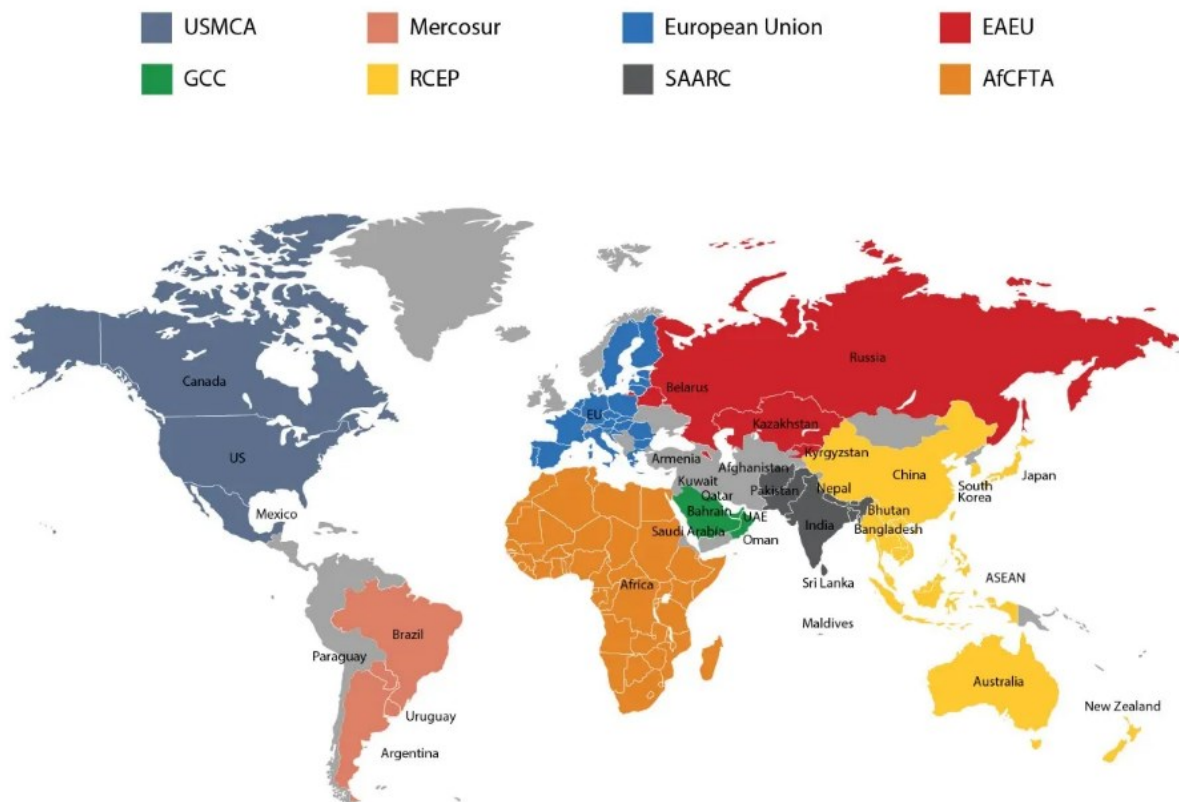 USMCA
Mercosur
European Union
EAEU
GCC
RCEP
SAARC
AfCFTA
Canada
US
Mexico
Brazil
Paraguay
Uruguay
Argentina
EU
Belarus
Russia
Kazakhstan
Kyrgyzstan
Armenia
Afghanistan
Kuwait
Qatar
Pakistan
Nepal
China
South
Korea
Japan
Bahrain
UAE
Bhutan
Saudi Arabia
Oman
India
Bangladesh
Africa
Sri Lanka
ASEAN
Maldives
Australia
New Zealand